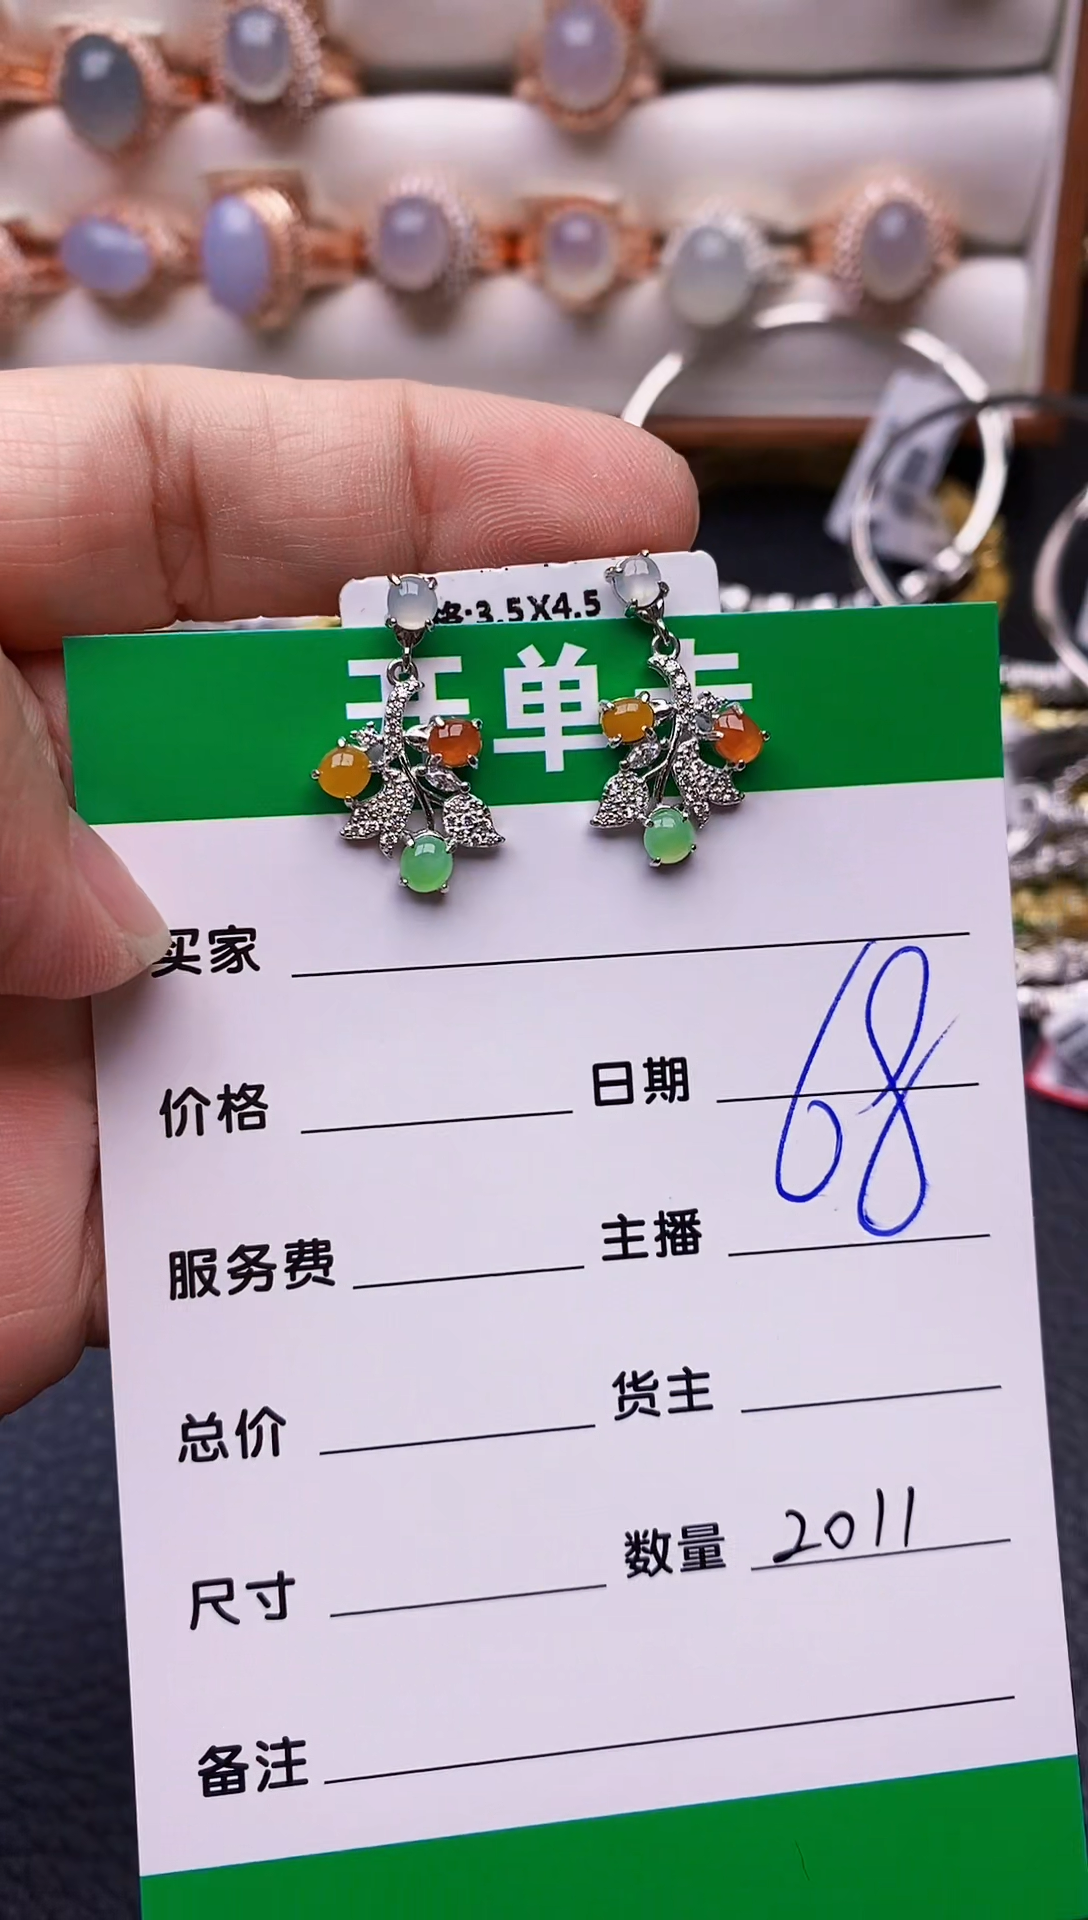 :3.5X4.5
开单卡
买家
价格 日期
68
服务费 主播
总价 货主
尺寸 数量 2011
备注